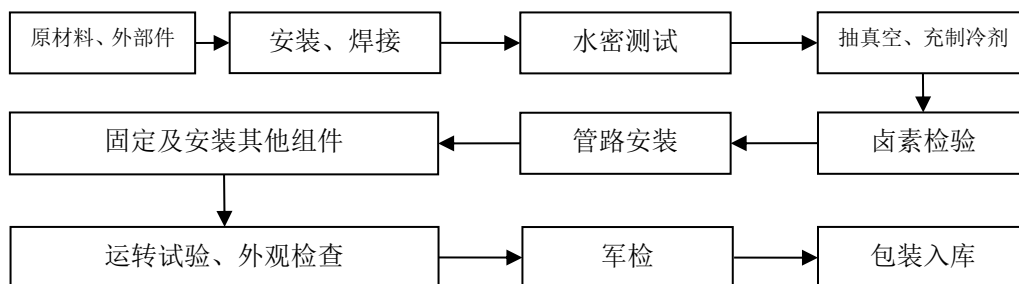 原材料、外部件
安装、焊接
水密测试
抽真空、充制冷剂
卤素检验
管路安装
固定及安装其他组件
运转试验、外观检查
军检
包装入库